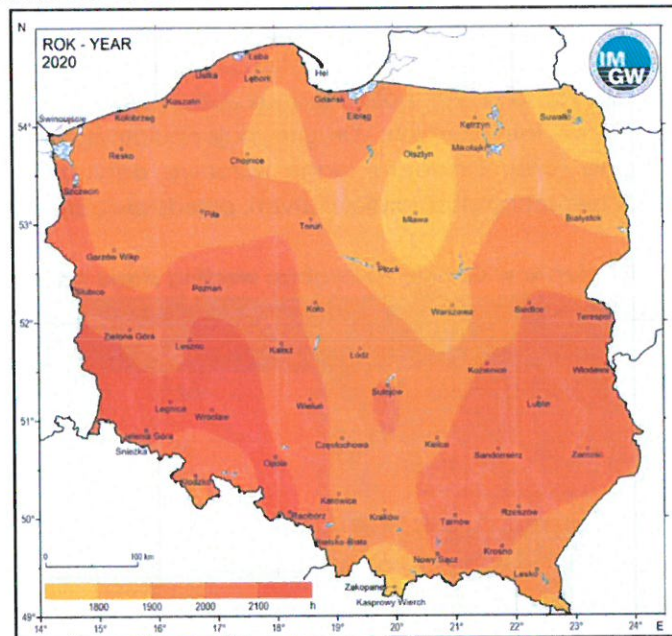 N
ROK - YEAR
2020
IM
GW
Łeba
Ustka
Lębork
Hel
Koszalin
Gdańsk
Elbląg
Kołobrzeg
Świnoujście
54°
Kętrzyn
Suwałki
Resko
Chojnice
Olsztyn
Mikołajki
Szczecin
Piła
Toruń
Mława
Białystok
53°
Gorzów Wlkp
Płock
Słubice
Poznań
Koło
Warszawa
Siedlce
Terespol
52°
Zielona Góra
Leszno
Kalisz
Łódź
Kozienice
Włodawa
Sulejów
Legnica
Wrocław
Wieluń
Lublin
51°
Jelenia Góra
Śnieżka
Częstochowa
Kielce
Sandomierz
Zamość
Opole
Kłodzko
Katowice
Racibórz
Kraków
Tarnów
Rzeszów
50°
Bielsko-Biała
Nowy Sącz
Krosno
Lesko
0 100 km
Zakopane
Kasprowy Wierch
1800 1900 2000 2100 h
49°
14° 15° 16° 17° 18° 19° 20° 21° 22° 23° 24° E